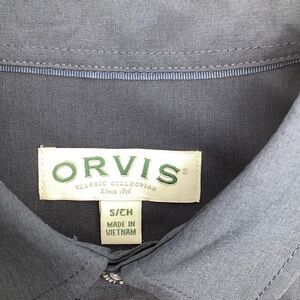 ORVIS®
CLASSIC COLLECTION
Since 1856
S/CH
MADE IN
VIETNAM